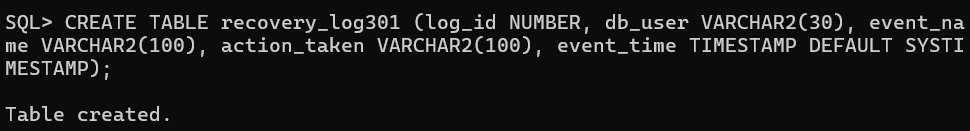 SQL> CREATE TABLE recovery_log301 (log_id NUMBER, db_user VARCHAR2(30), event_na
me VARCHAR2(100), action_taken VARCHAR2(100), event_time TIMESTAMP DEFAULT SYSTI
MESTAMP);
Table created.